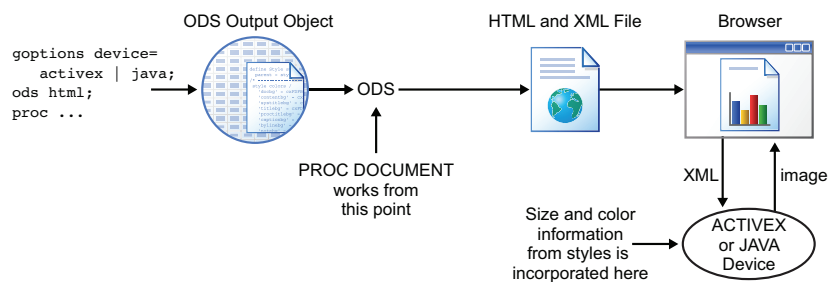 ODS Output Object
HTML and XML File
Browser
goptions device=
activex | java;
ods html;
proc ...
ODS
PROC DOCUMENT
works from
this point
XML
image
Size and color
information
from styles is
incorporated here
ACTIVEX
or JAVA
Device